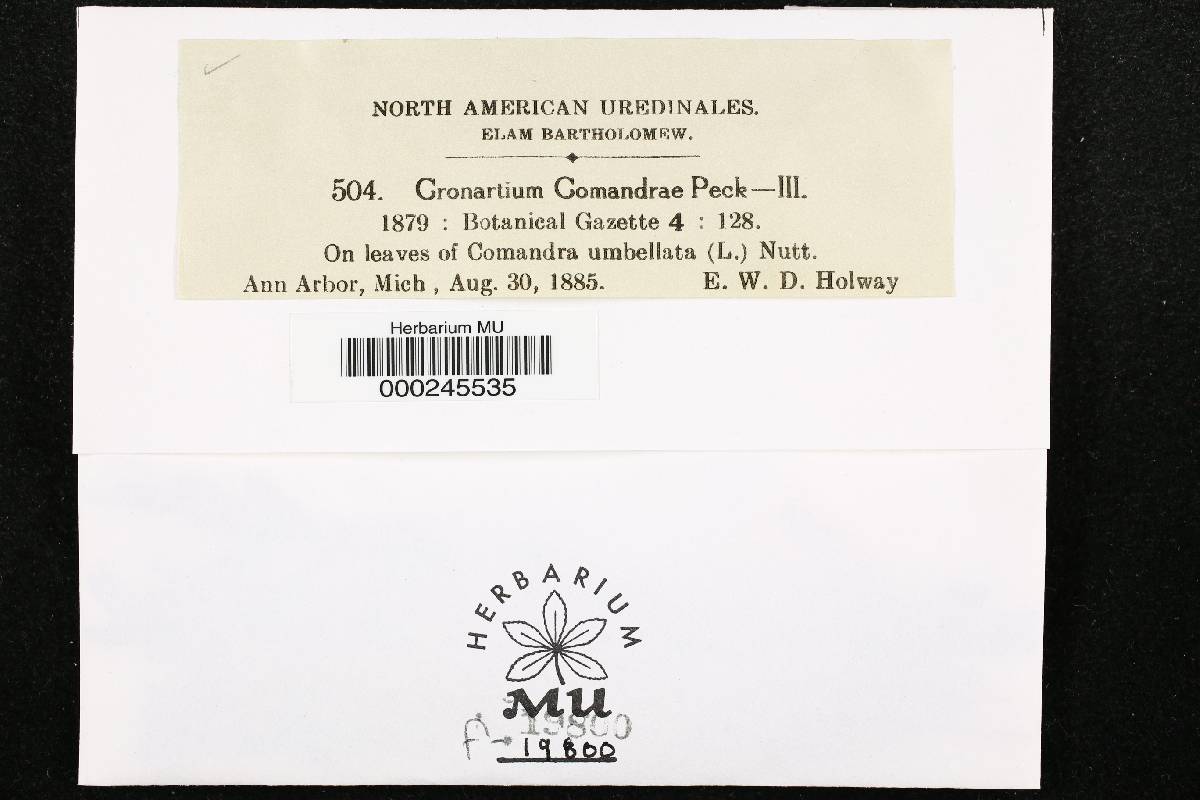 NORTH AMERICAN UREDINALES.
ELAM BARTHOLOMEW.
504. Cronartium Comandrae Peck—III.
1879 : Botanical Gazette 4 : 128.
On leaves of Comandra umbellata (L.) Nutt.
Ann Arbor, Mich , Aug. 30, 1885. E. W. D. Holway
Herbarium MU
000245535
HERBARIUM
MU
19800
19800